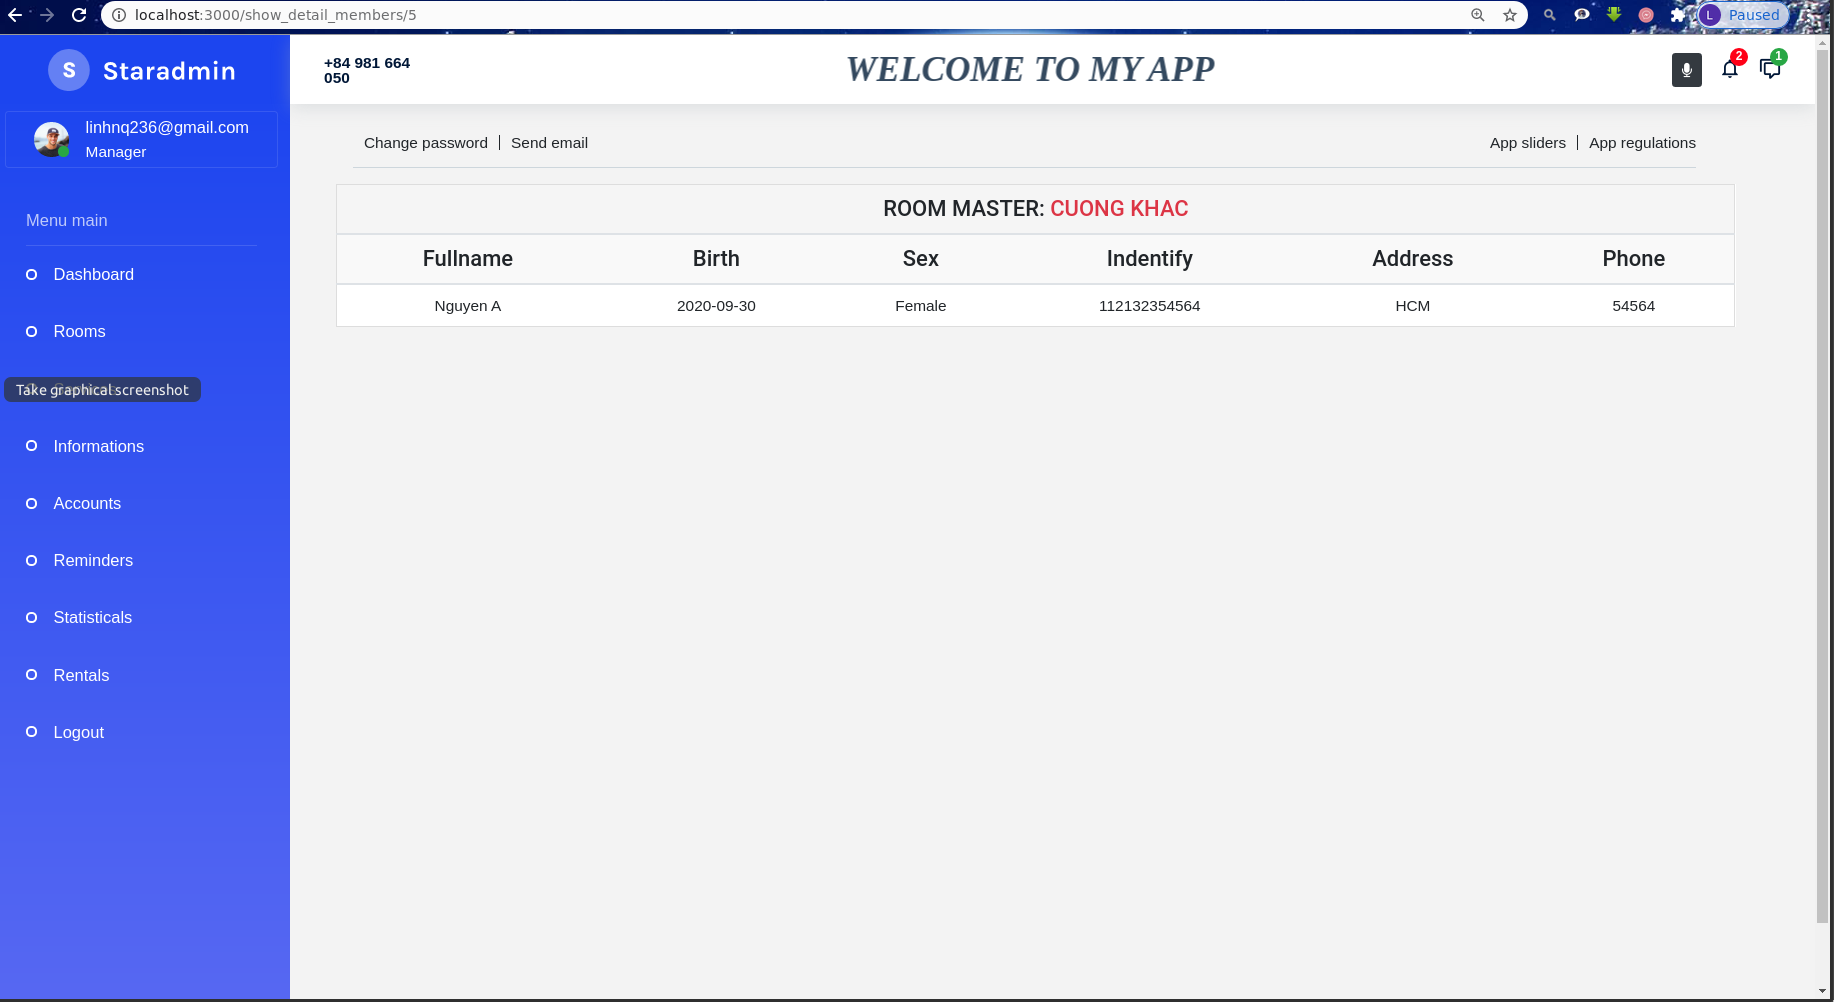 localhost:3000/show_detail_members/5
L Paused
S Staradmin
+84 981 664
050
WELCOME TO MY APP
2
1
linhnq236@gmail.com
Manager
Change password
Send email
App sliders
App regulations
ROOM MASTER: CUONG KHAC
Fullname Birth Sex Indentify Address Phone
Nguyen A 2020-09-30 Female 112132354564 HCM 54564
Menu main
Dashboard
Rooms
Take graphical screenshot
Informations
Accounts
Reminders
Statisticals
Rentals
Logout